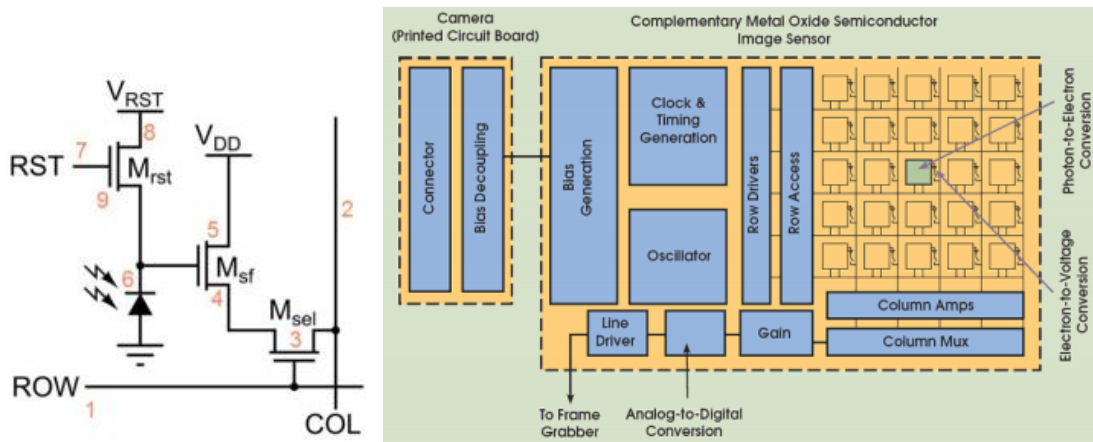 V_RST
8
7
RST
M_rst
9
V_DD
2
5
6
M_sf
4
M_sel
3
ROW
1
COL
Camera
(Printed Circuit Board)
Complementary Metal Oxide Semiconductor
Image Sensor
Connector
Bias Decoupling
Bias
Generation
Clock &
Timing
Generation
Oscillator
Row Drivers
Row Access
Photon-to-Electron
Conversion
Electron-to-Voltage
Conversion
Column Amps
Column Mux
Line
Driver
Gain
To Frame
Grabber
Analog-to-Digital
Conversion